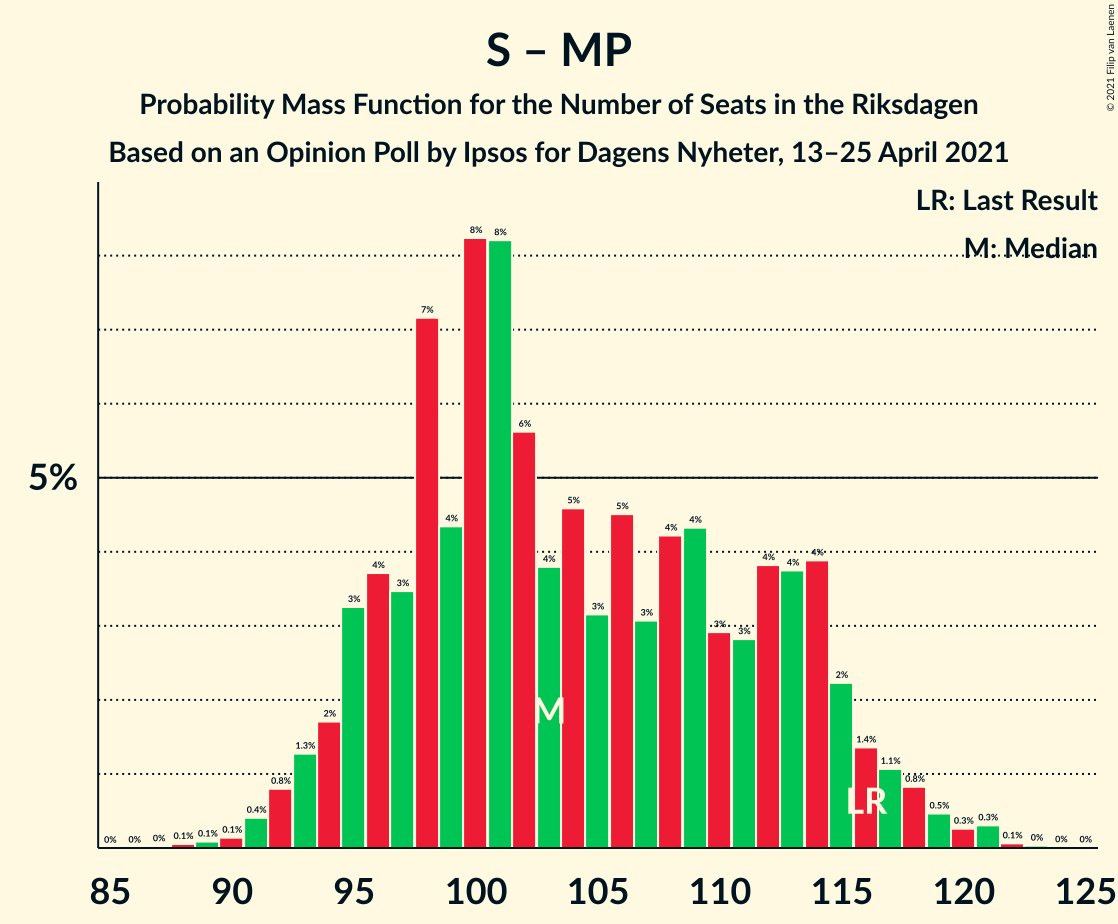 S – MP
Probability Mass Function for the Number of Seats in the Riksdagen
Based on an Opinion Poll by Ipsos for Dagens Nyheter, 13–25 April 2021
© 2021 Filip van Laenen
LR: Last Result
M: Median
5%
0% 0% 0% 0.1% 0.1% 0.1% 0.4% 0.8% 1.3% 2% 3% 4% 3% 7% 4% 8% 8% 6% 4% 5% 3% 5% 3% 4% 4% 3% 3% 4% 4% 4% 2% 1.4% 1.1% 0.8% 0.5% 0.3% 0.3% 0.1% 0% 0% 0%
M
LR
85 90 95 100 105 110 115 120 125